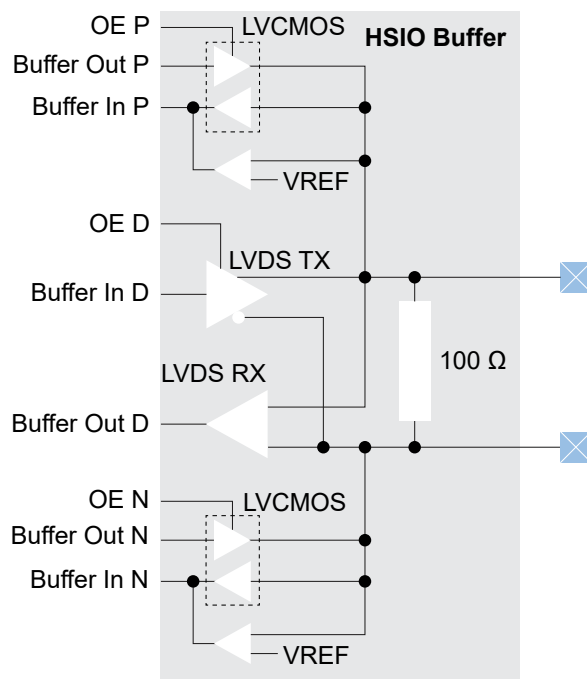 OE P
LVCMOS
HSIO Buffer
Buffer Out P
Buffer In P
VREF
OE D
LVDS TX
Buffer In D
100 Ω
LVDS RX
Buffer Out D
OE N
LVCMOS
Buffer Out N
Buffer In N
VREF